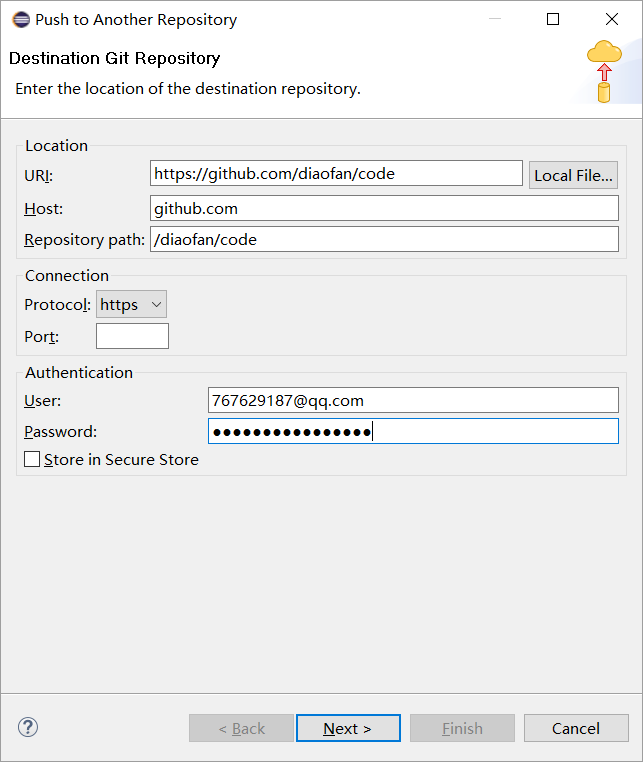 Push to Another Repository
Destination Git Repository
Enter the location of the destination repository.
Location
URI: https://github.com/diaofan/code Local File...
Host: github.com
Repository path: /diaofan/code
Connection
Protocol: https
Port:
Authentication
User: 767629187@qq.com
Password: ●●●●●●●●●●●●●●●●
Store in Secure Store
? < Back Next > Finish Cancel